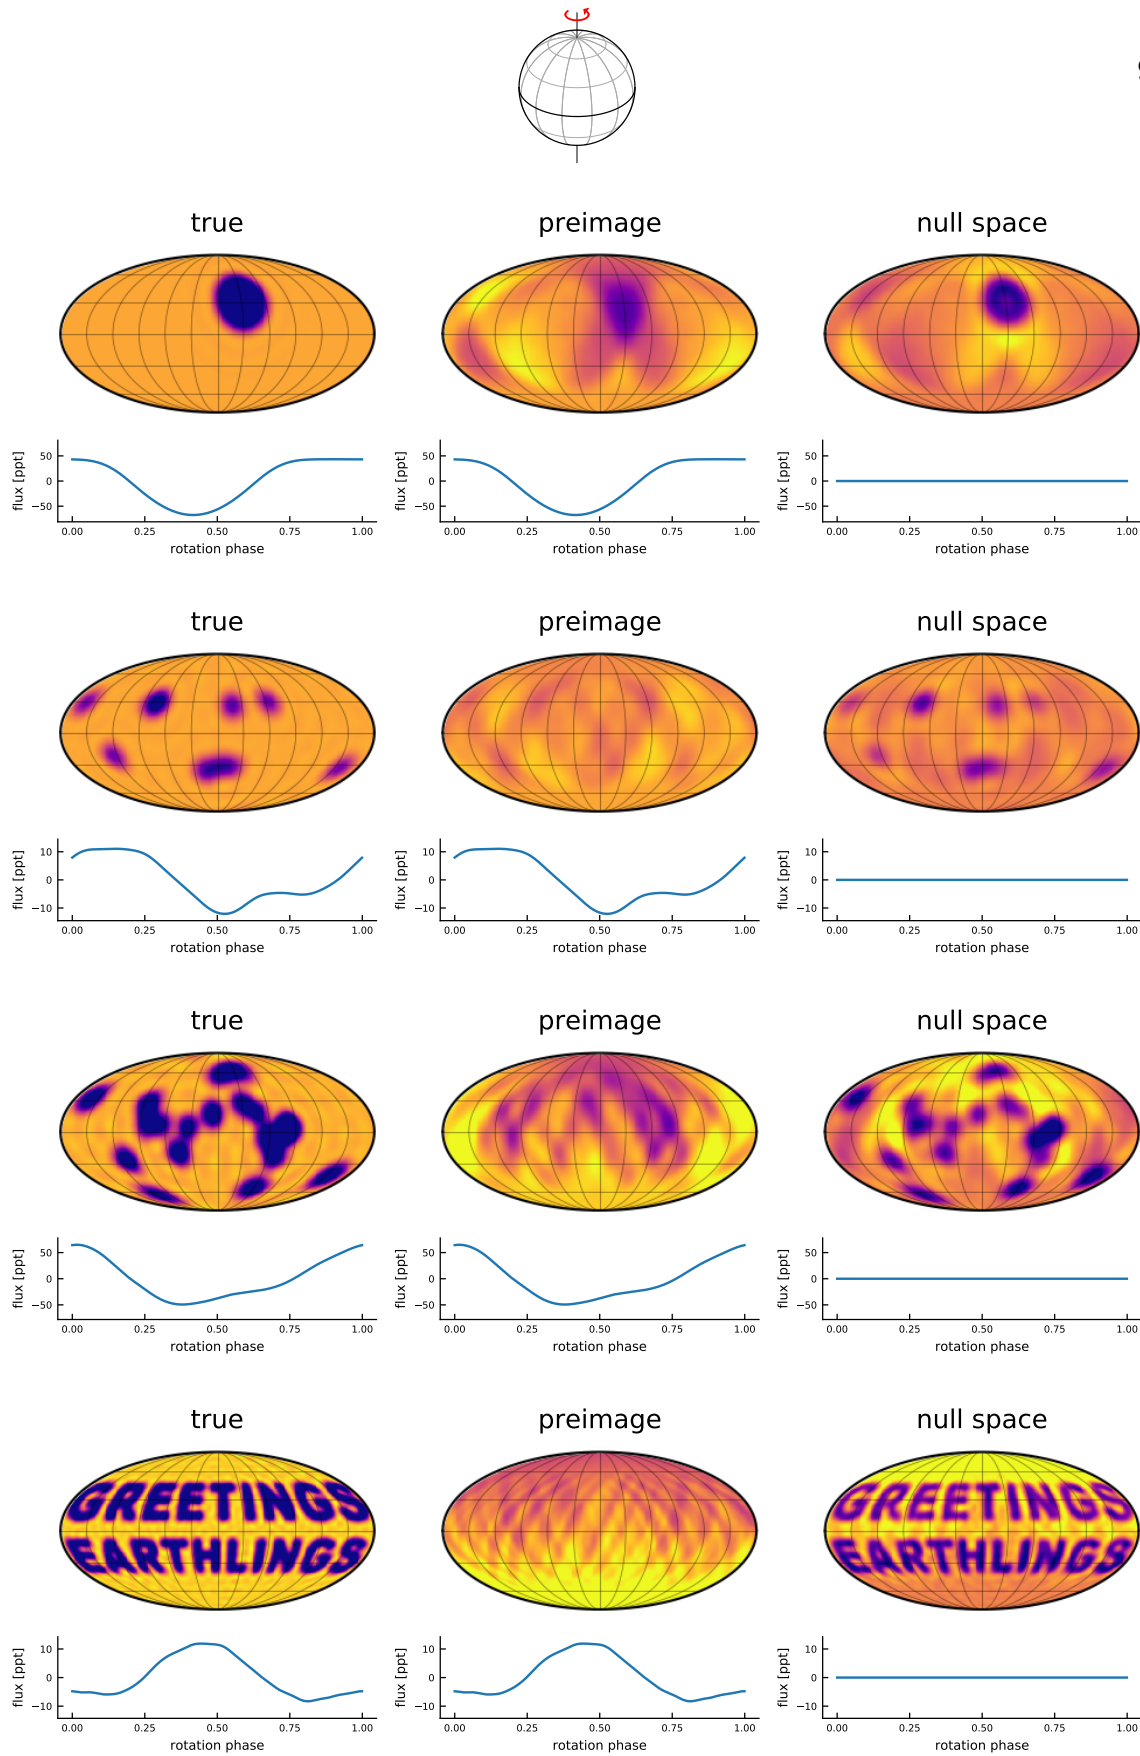 true preimage null space
flux [ppt] 50 0 −50 flux [ppt] 50 0 −50 flux [ppt] 50 0 −50
0.00 0.25 0.50 0.75 1.00 0.00 0.25 0.50 0.75 1.00 0.00 0.25 0.50 0.75 1.00
rotation phase rotation phase rotation phase
true preimage null space
flux [ppt] 10 0 −10 flux [ppt] 10 0 −10 flux [ppt] 10 0 −10
0.00 0.25 0.50 0.75 1.00 0.00 0.25 0.50 0.75 1.00 0.00 0.25 0.50 0.75 1.00
rotation phase rotation phase rotation phase
true preimage null space
flux [ppt] 50 0 −50 flux [ppt] 50 0 −50 flux [ppt] 50 0 −50
0.00 0.25 0.50 0.75 1.00 0.00 0.25 0.50 0.75 1.00 0.00 0.25 0.50 0.75 1.00
rotation phase rotation phase rotation phase
true preimage null space
GREETINGS GREETINGS
EARTHLINGS EARTHLINGS
flux [ppt] 10 0 −10 flux [ppt] 10 0 −10 flux [ppt] 10 0 −10
0.00 0.25 0.50 0.75 1.00 0.00 0.25 0.50 0.75 1.00 0.00 0.25 0.50 0.75 1.00
rotation phase rotation phase rotation phase